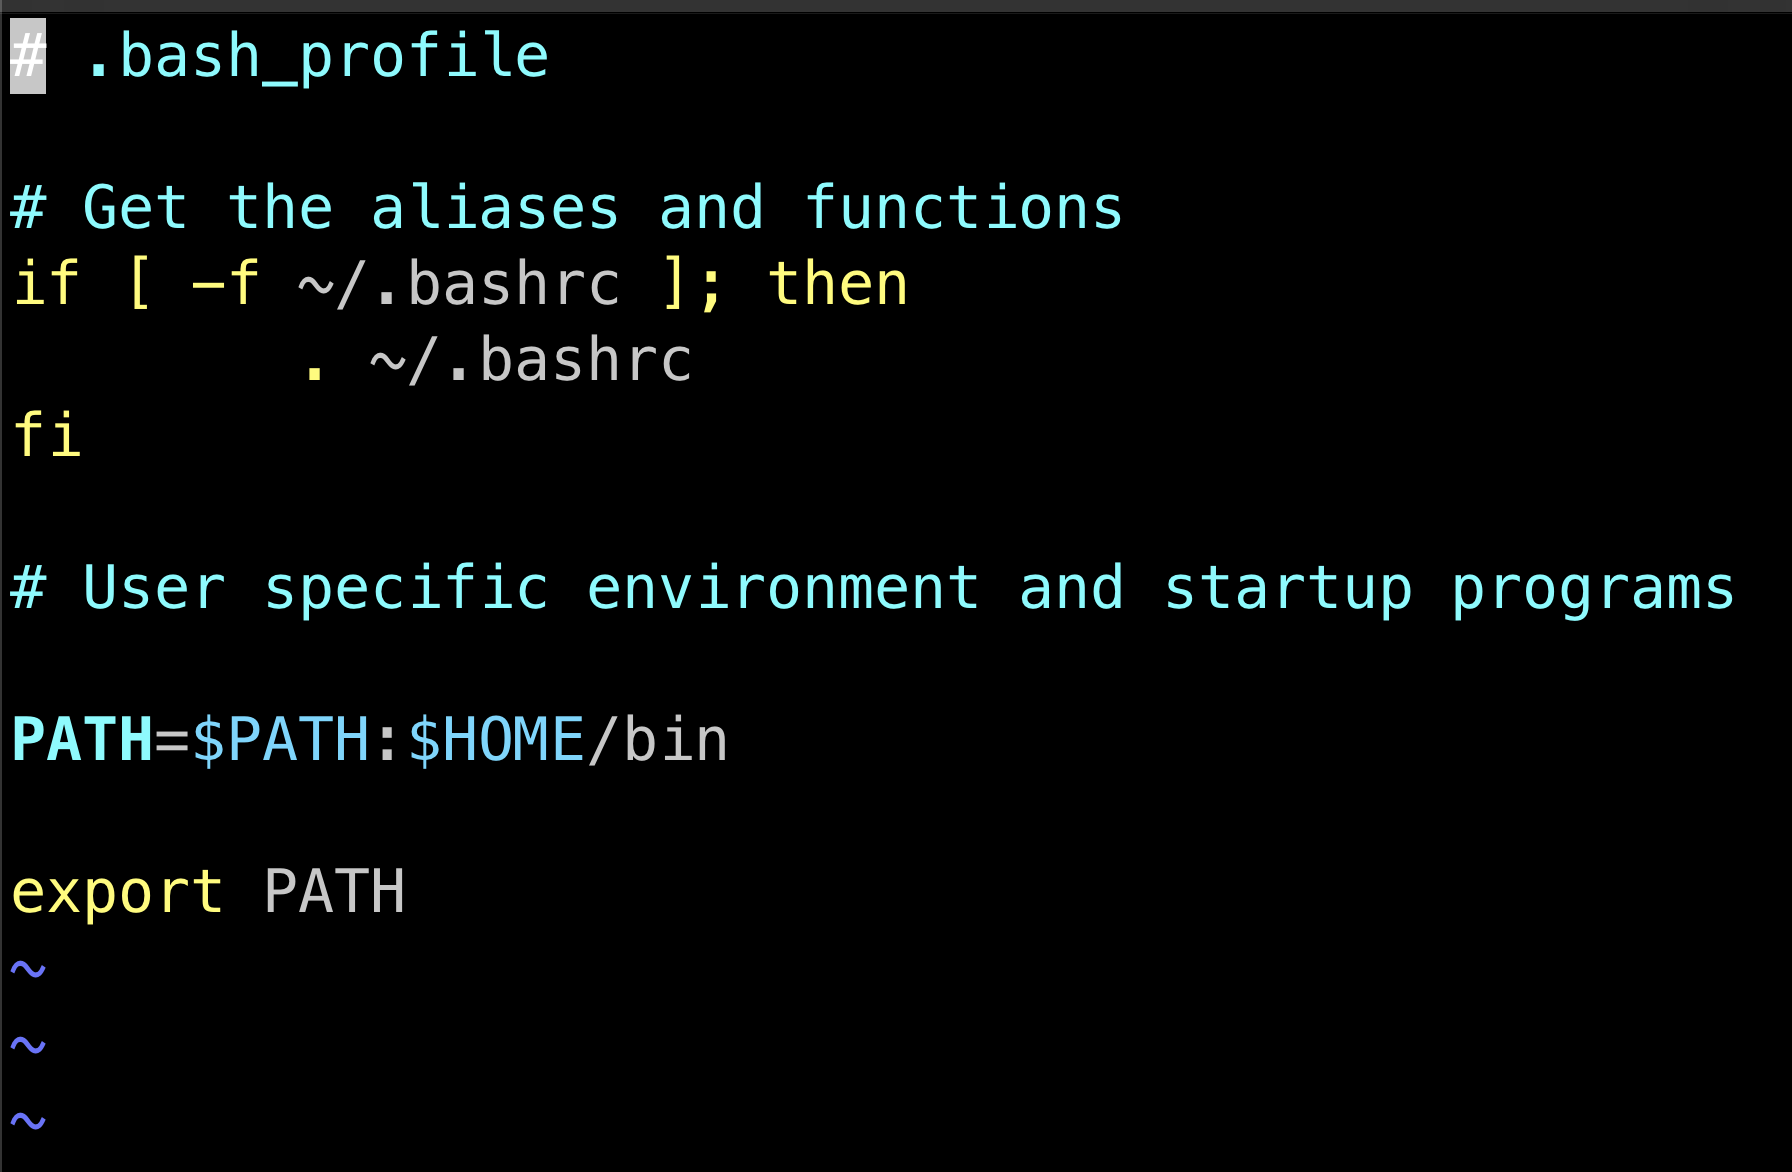 # .bash_profile
# Get the aliases and functions
if [ -f ~/.bashrc ]; then
        . ~/.bashrc
fi
# User specific environment and startup programs
PATH=$PATH:$HOME/bin
export PATH
~
~
~